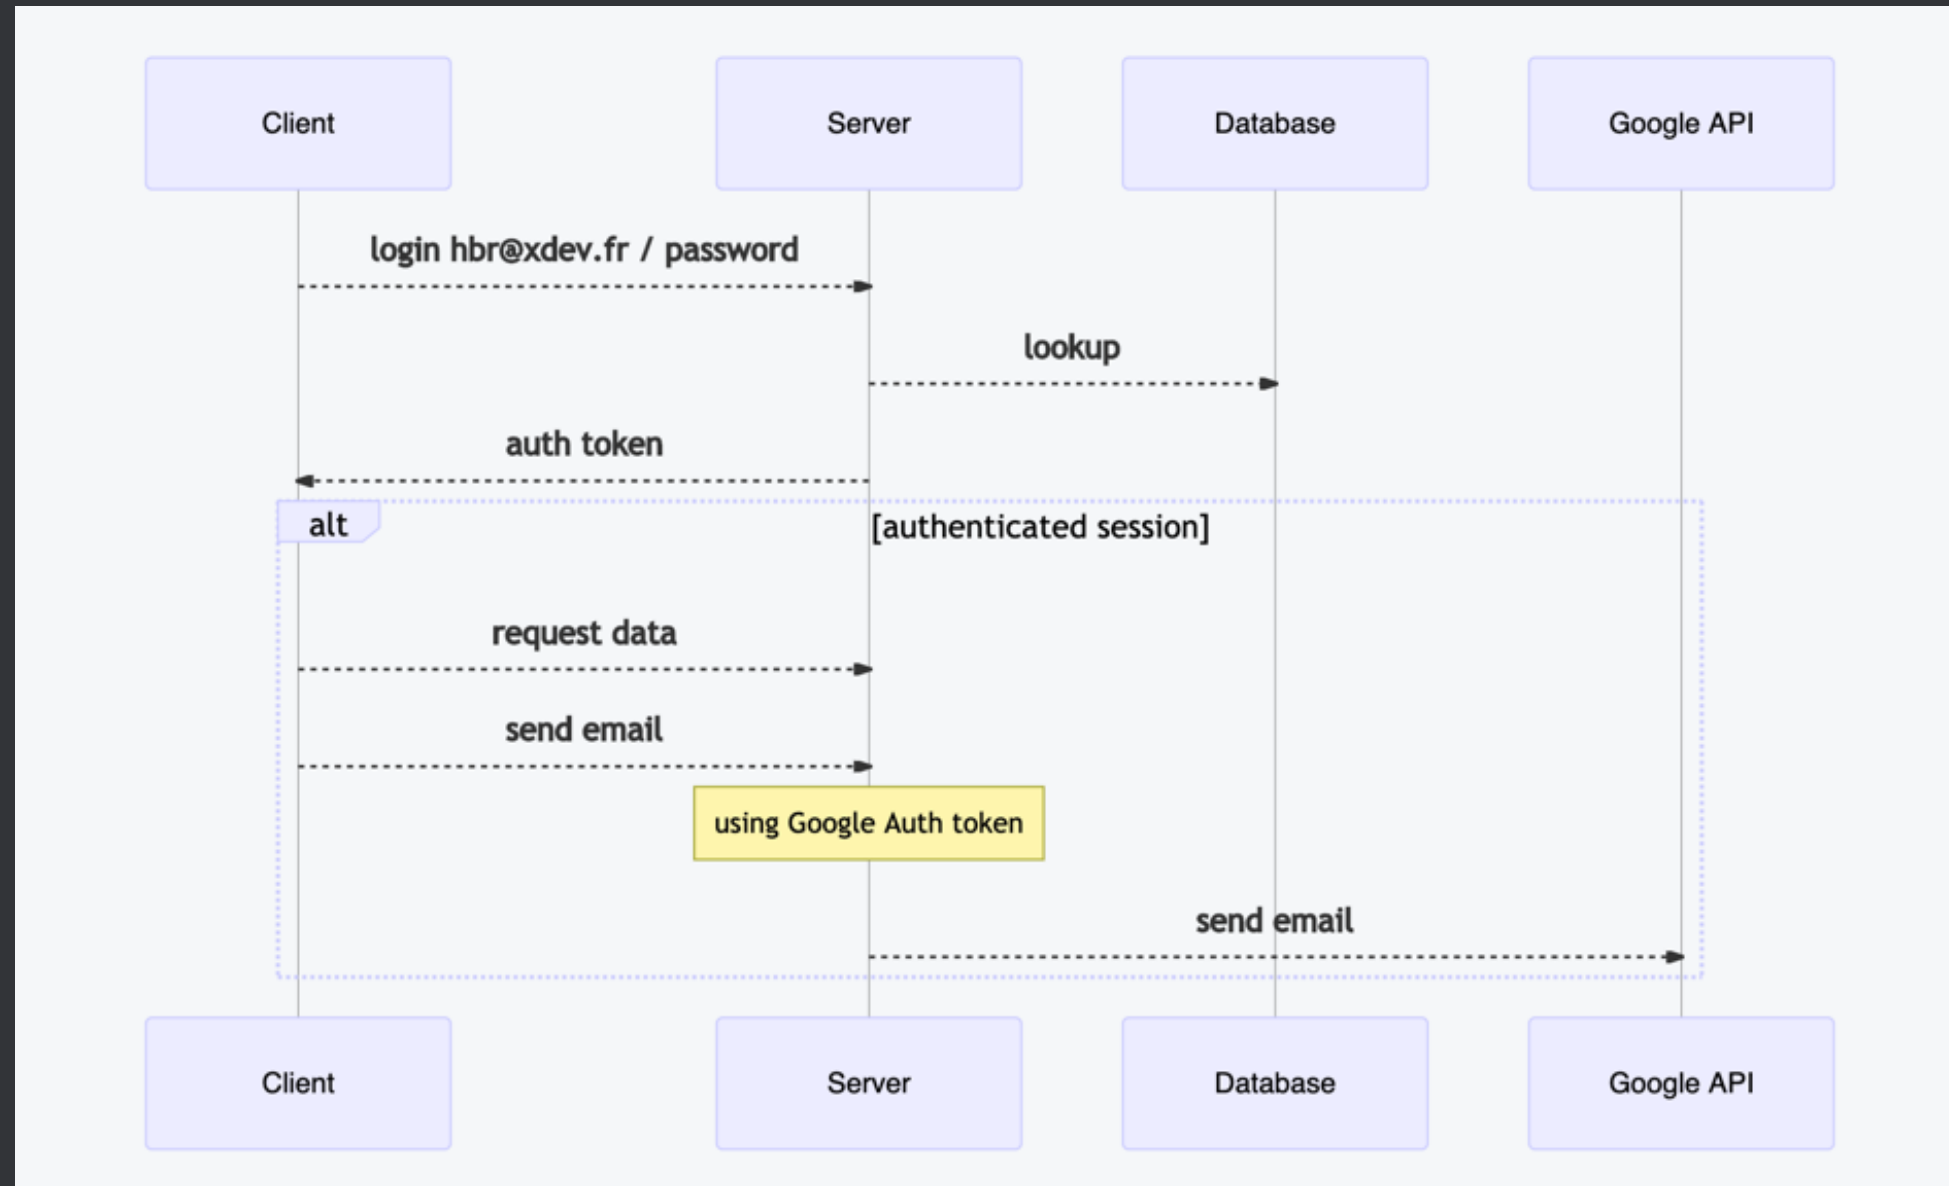 Client
Server
Database
Google API
login hbr@xdev.fr / password
lookup
auth token
alt
[authenticated session]
request data
send email
using Google Auth token
send email
Client
Server
Database
Google API